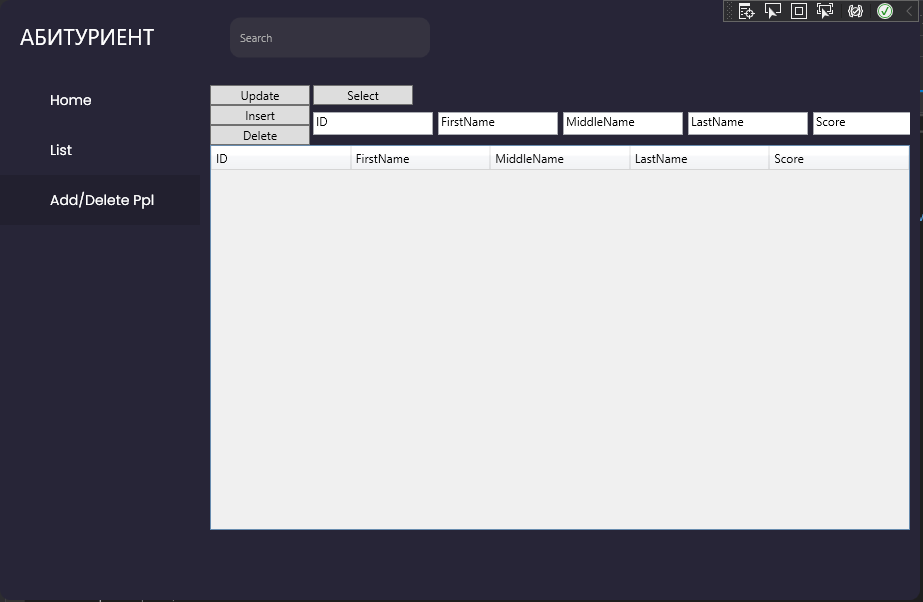 АБИТУРИЕНТ
Search
Home
List
Add/Delete Ppl
Update
Select
Insert
Delete
ID
FirstName
MiddleName
LastName
Score
ID
FirstName
MiddleName
LastName
Score